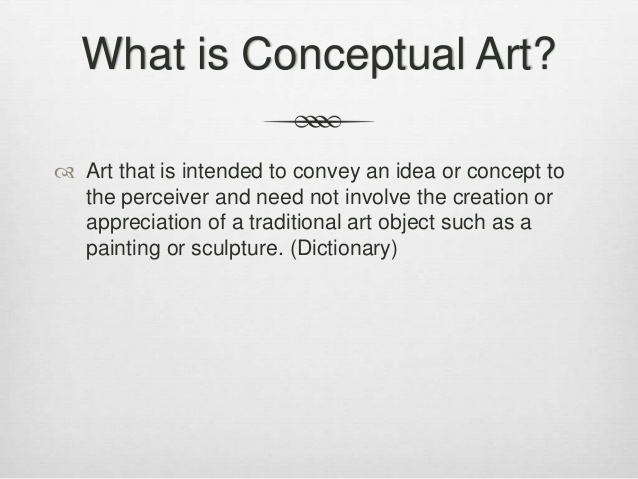 What is Conceptual Art?
Art that is intended to convey an idea or concept to
the perceiver and need not involve the creation or
appreciation of a traditional art object such as a
painting or sculpture. (Dictionary)